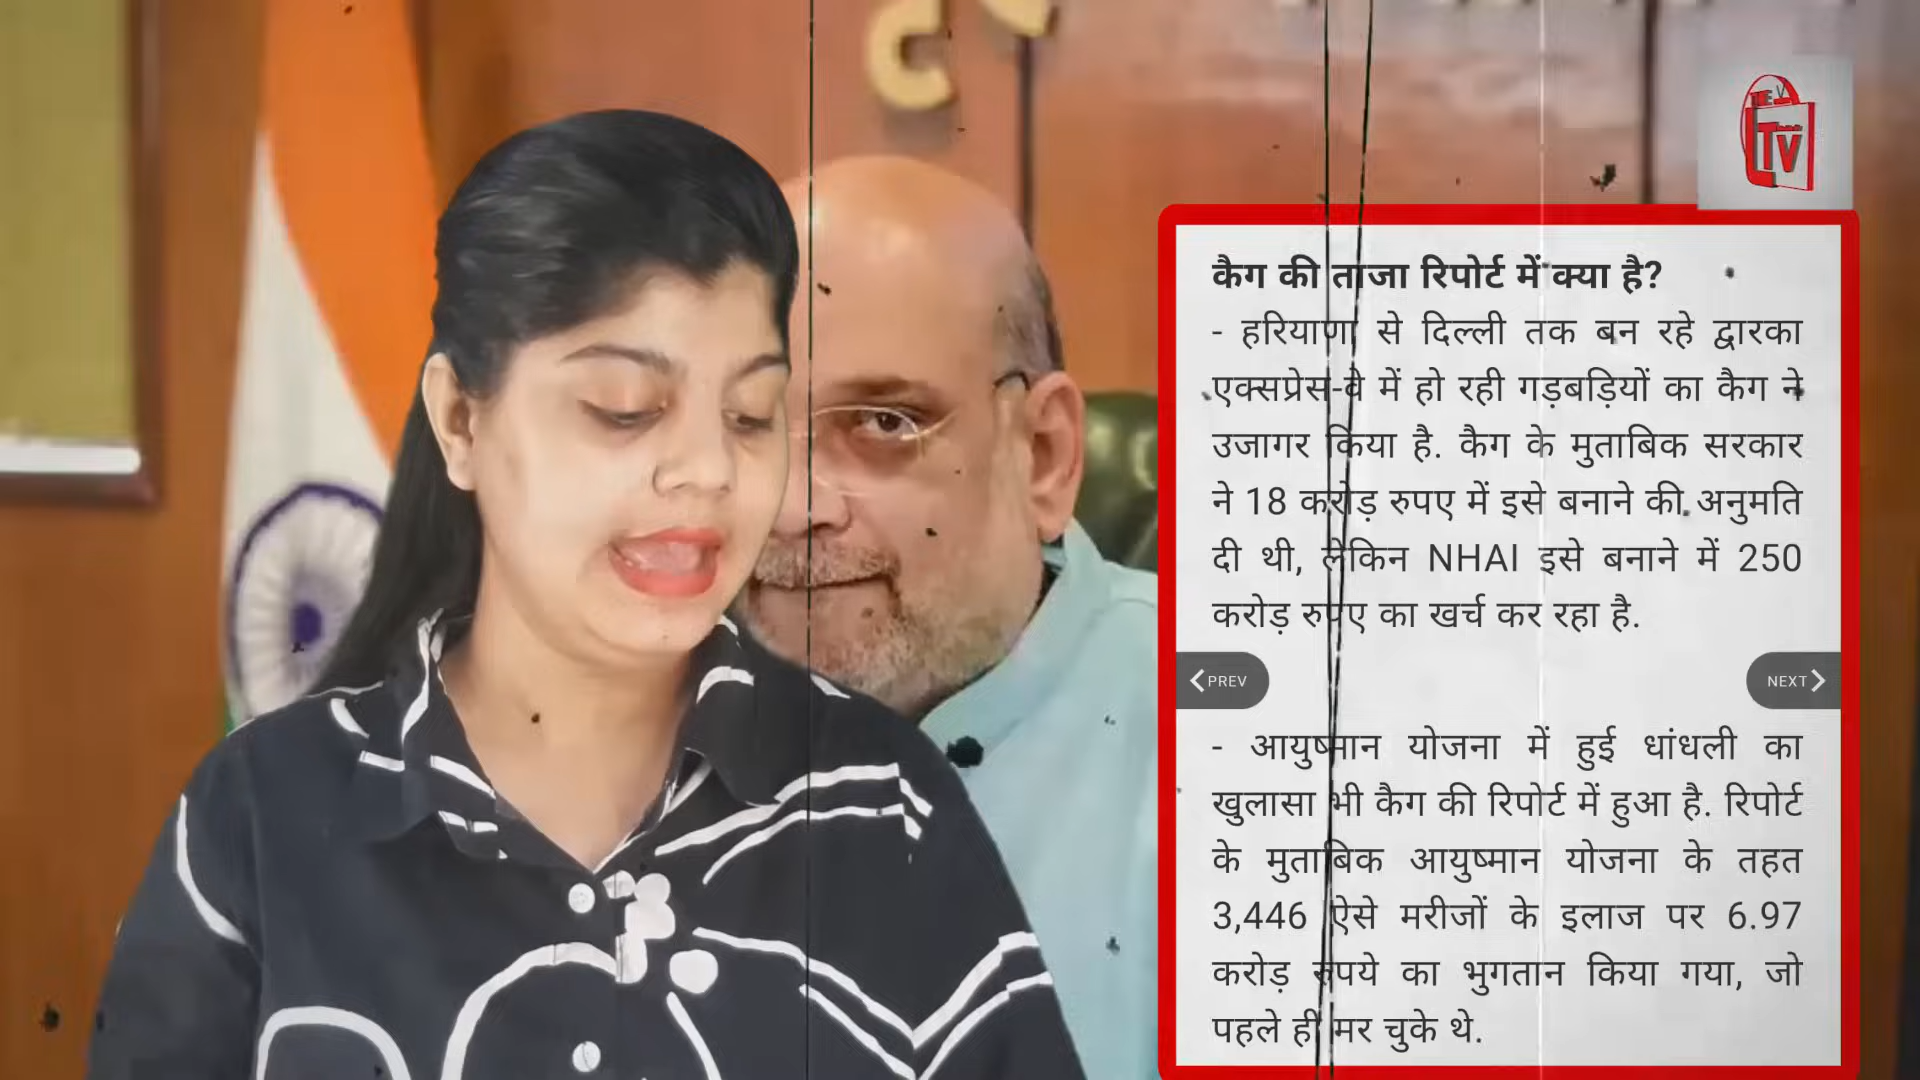 TV
कैग की ताजा रिपोर्ट में क्या है?
- हरियाणा से दिल्ली तक बन रहे द्वारका
एक्सप्रेस-वे में हो रही गड़बड़ियों का कैग ने
उजागर किया है. कैग के मुताबिक सरकार
ने 18 करोड़ रुपए में इसे बनाने की अनुमति
दी थी, लेकिन NHAI इसे बनाने में 250
करोड़ रुपए का खर्च कर रहा है.
PREV
NEXT
- आयुष्मान योजना में हुई धांधली का
खुलासा भी कैग की रिपोर्ट में हुआ है. रिपोर्ट
के मुताबिक आयुष्मान योजना के तहत
3,446 ऐसे मरीजों के इलाज पर 6.97
करोड़ रुपये का भुगतान किया गया, जो
पहले ही मर चुके थे.